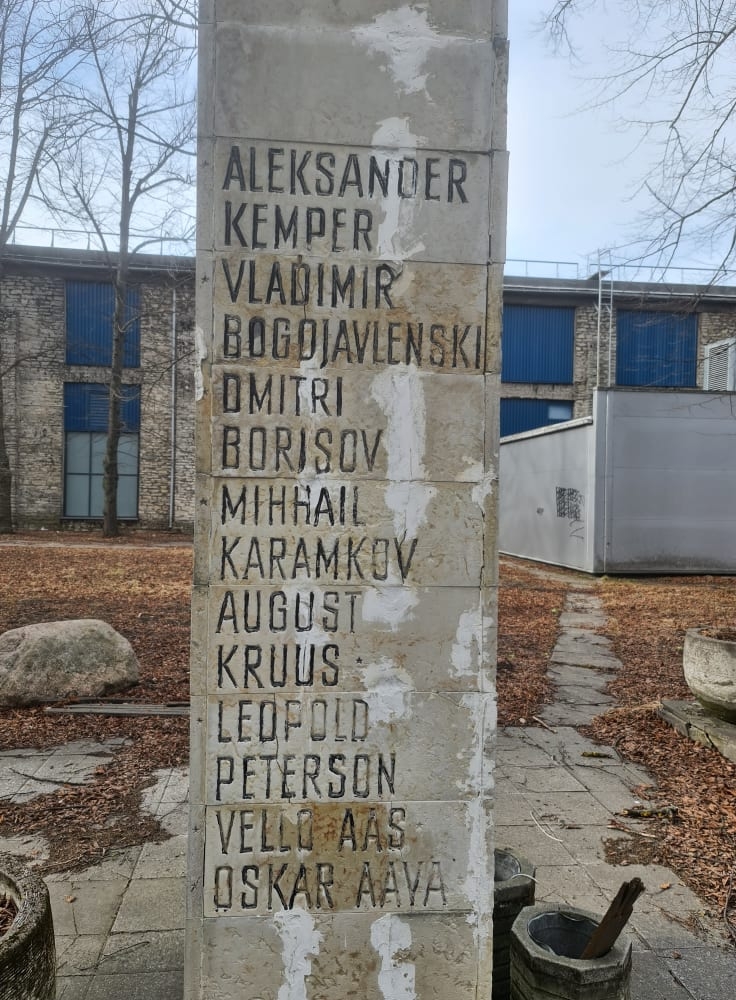 ALEKSANDER
KEMPER
VLADIMIR
BOGOJAVLENSKI
DMITRI
BORISOV
MIHHAIL
KARAMKOV
AUGUST
KRUUS
LEOPOLD
PETERSON
VELLO AAS
OSKAR AAVA